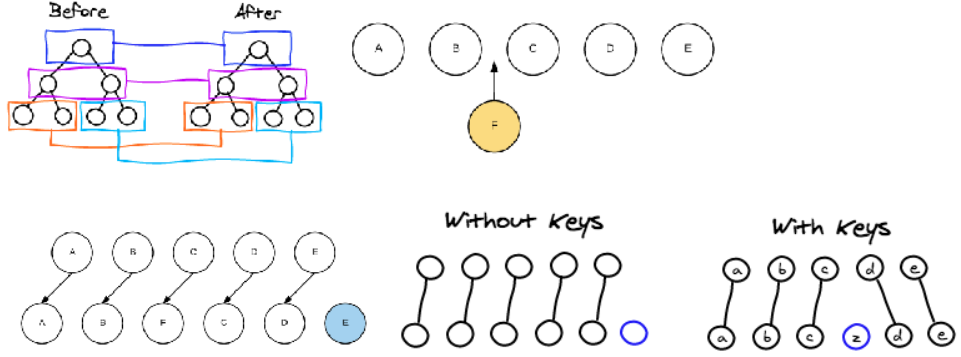 Before After
A B C D E
F
Without Keys
With Keys
A B C D E
A B F C D E
a b c d e
a b c z d e